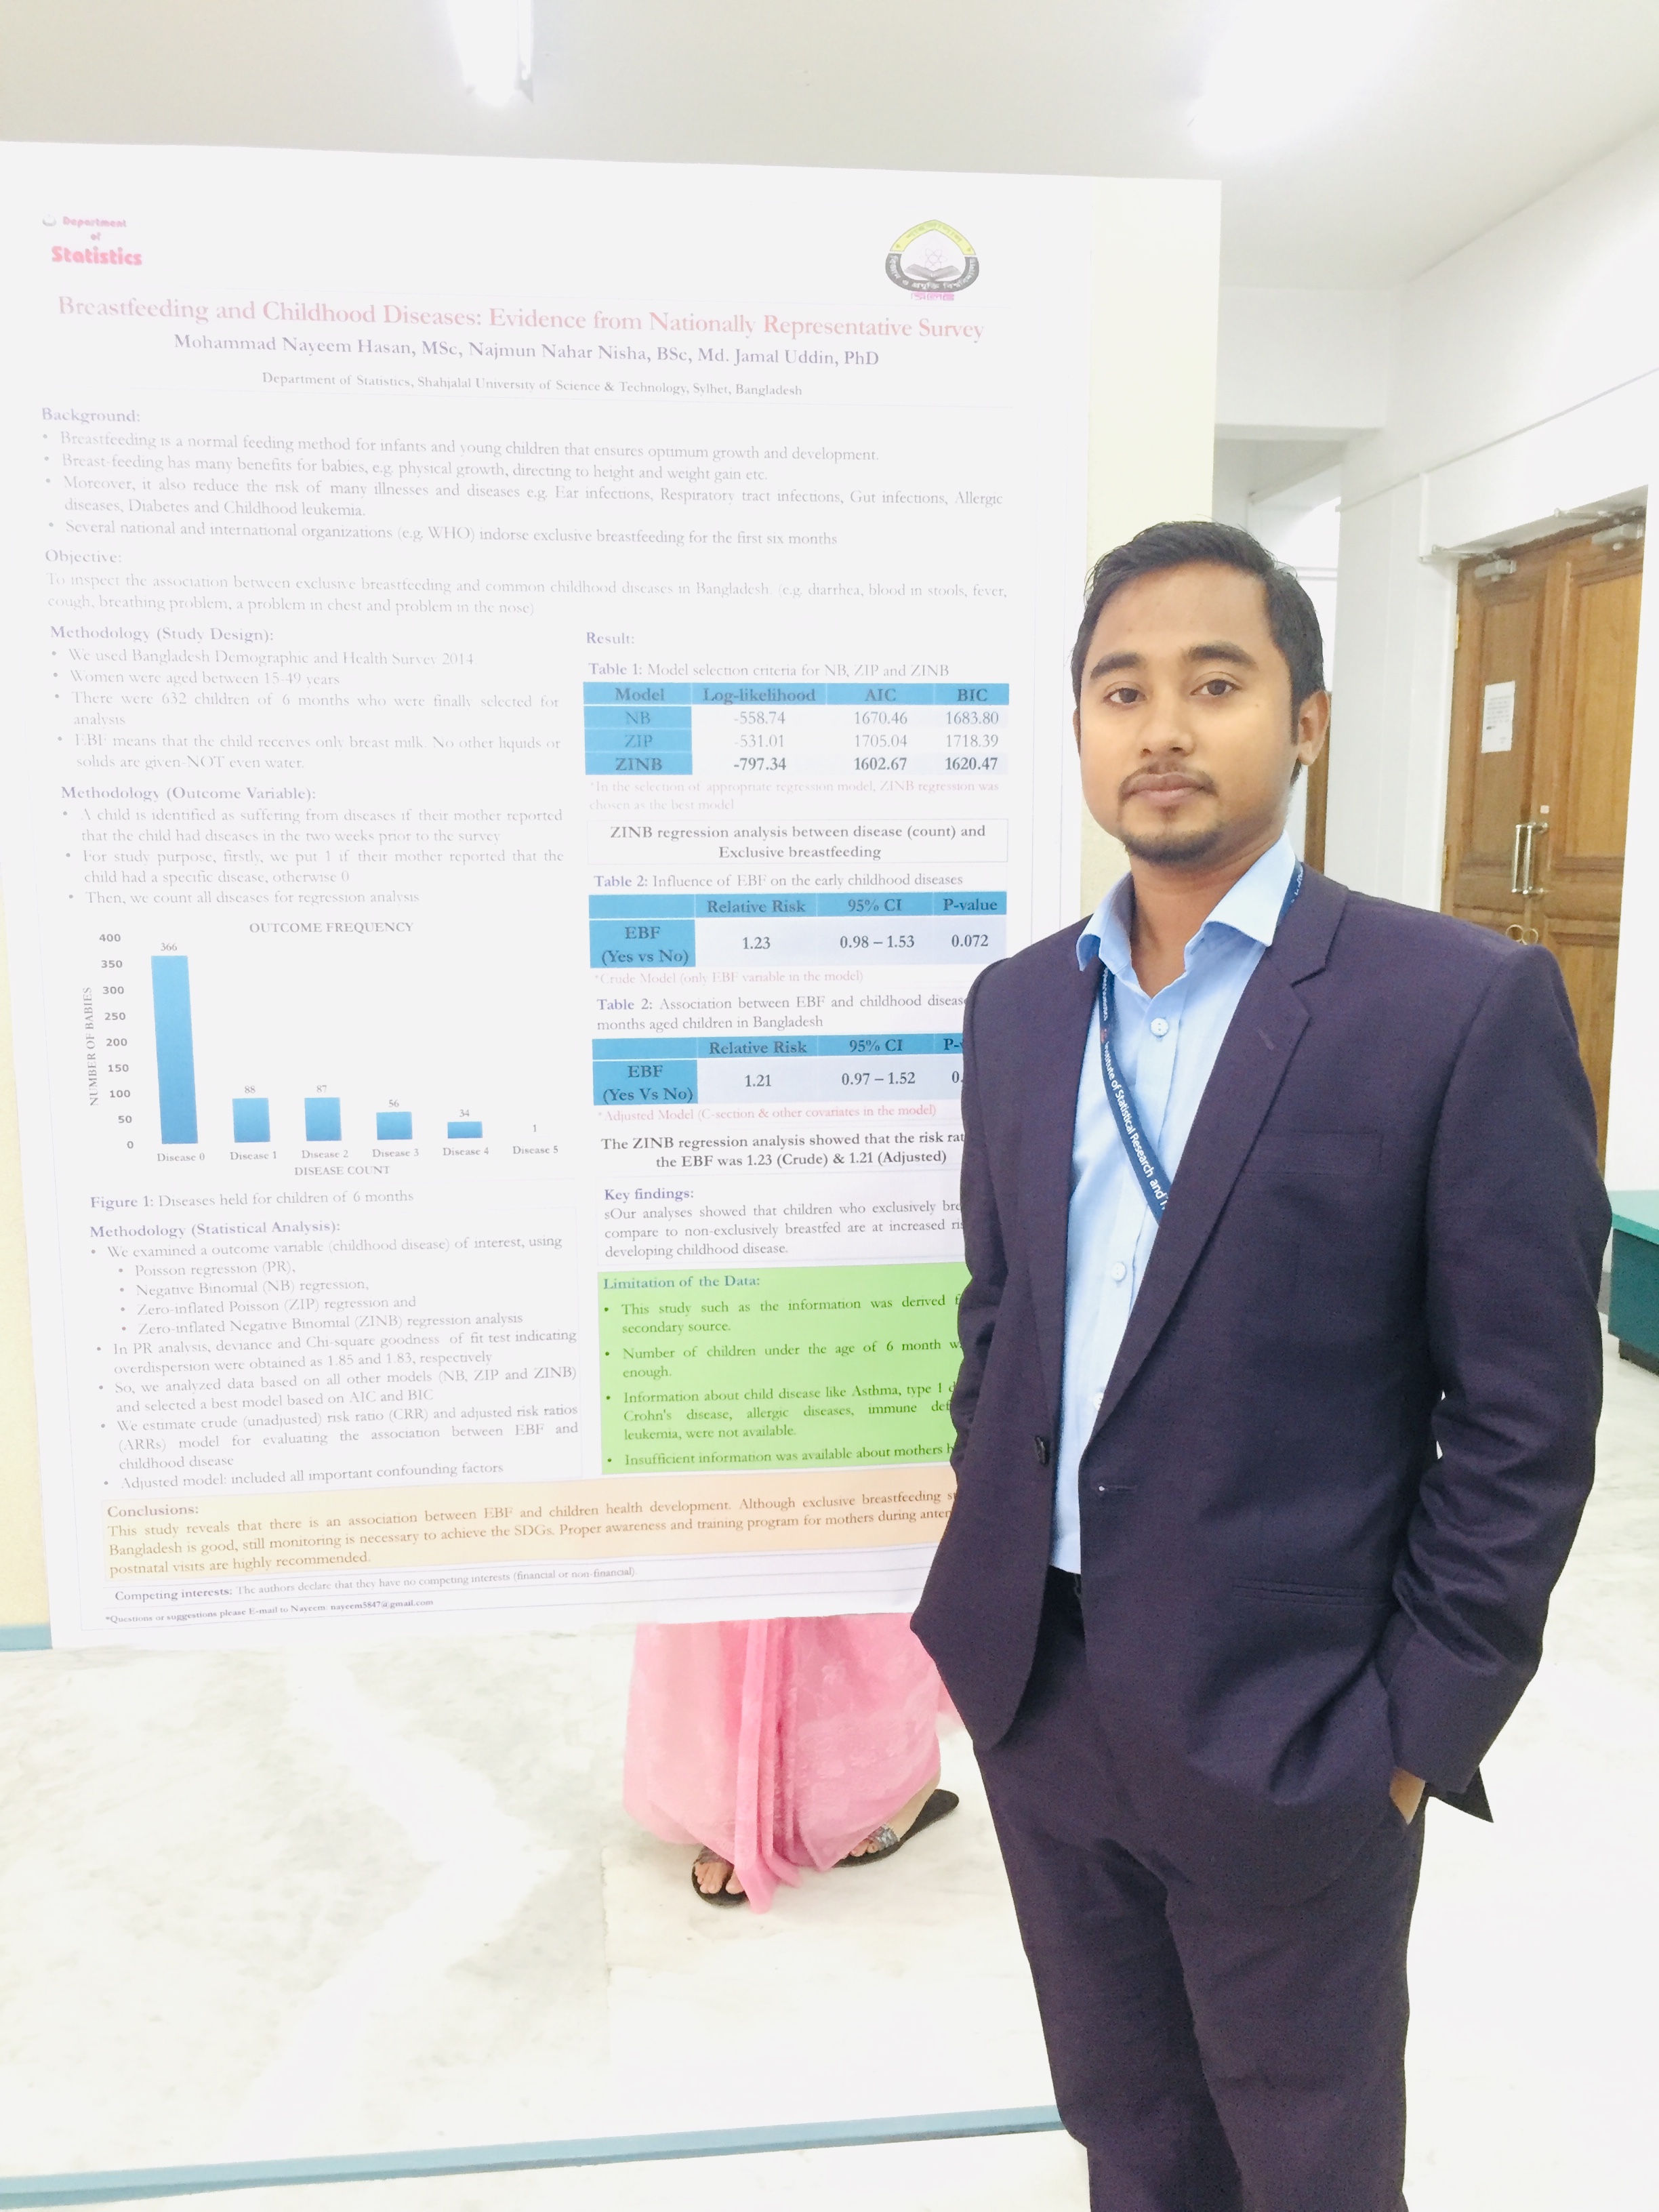 Department
of
Statistics
Breastfeeding and Childhood Diseases: Evidence from Nationally Representative Survey
Mohammad Nayeem Hasan, MSc, Najmun Nahar Nisha, BSc, Md. Jamal Uddin, PhD
Department of Statistics, Shahjalal University of Science & Technology, Sylhet, Bangladesh
Background:
• Breastfeeding is a normal feeding method for infants and young children that ensures optimum growth and development.
• Breast-feeding has many benefits for babies, e.g. physical growth, directing to height and weight gain etc.
• Moreover, it also reduce the risk of many illnesses and diseases e.g. Ear infections, Respiratory tract infections, Gut infections, Allergic
diseases, Diabetes and Childhood leukemia.
• Several national and international organizations (e.g. WHO) indorse exclusive breastfeeding for the first six months
Objective:
To inspect the association between exclusive breastfeeding and common childhood diseases in Bangladesh (e.g. diarrhea, blood in stools, fever,
cough, breathing problem, a problem in chest and problem in the nose)
Methodology (Study Design):
• We used Bangladesh Demographic and Health Survey 2014
• Women were aged between 15-49 years
• There were 632 children of 6 months who were finally selected for
analysis
• EBF means that the child receives only breast milk. No other liquids or
solids are given-NOT even water.
Methodology (Outcome Variable):
• A child is identified as suffering from diseases if their mother reported
that the child had diseases in the two weeks prior to the survey
• For study purpose, firstly, we put 1 if their mother reported that the
child had a specific disease, otherwise 0
• Then, we count all diseases for regression analysis
OUTCOME FREQUENCY
NUMBER OF BABIES
400
350
300
250
200
150
100
50
0
366
88
87
56
34
1
Disease 0 Disease 1 Disease 2 Disease 3 Disease 4 Disease 5
DISEASE COUNT
Figure 1: Diseases held for children of 6 months
Methodology (Statistical Analysis):
• We examined a outcome variable (childhood disease) of interest, using
• Poisson regression (PR),
• Negative Binomial (NB) regression,
• Zero-inflated Poisson (ZIP) regression and
• Zero-inflated Negative Binomial (ZINB) regression analysis
• In PR analysis, deviance and Chi-square goodness of fit test indicating
overdispersion were obtained as 1.85 and 1.83, respectively
• So, we analyzed data based on all other models (NB, ZIP and ZINB)
and selected a best model based on AIC and BIC
• We estimate crude (unadjusted) risk ratio (CRR) and adjusted risk ratios
(ARRs) model for evaluating the association between EBF and
childhood disease
• Adjusted model: included all important confounding factors
Result:
Table 1: Model selection criteria for NB, ZIP and ZINB
Model Log-likelihood AIC BIC
NB -558.74 1670.46 1683.80
ZIP -531.01 1705.04 1718.39
ZINB -797.34 1602.67 1620.47
*In the selection of appropriate regression model, ZINB regression was
chosen as the best model
ZINB regression analysis between disease (count) and
Exclusive breastfeeding
Table 2: Influence of EBF on the early childhood diseases
Relative Risk 95% CI P-value
EBF
(Yes vs No) 1.23 0.98 – 1.53 0.072
*Crude Model (only EBF variable in the model)
Table 2: Association between EBF and childhood disease
months aged children in Bangladesh
Relative Risk 95% CI P-
EBF
(Yes Vs No) 1.21 0.97 – 1.52 0.
*Adjusted Model (C-section & other covariates in the model)
The ZINB regression analysis showed that the risk rat
the EBF was 1.23 (Crude) & 1.21 (Adjusted)
Key findings:
sOur analyses showed that children who exclusively bre
compare to non-exclusively breastfed are at increased ri
developing childhood disease.
Limitation of the Data:
• This study such as the information was derived f
secondary source.
• Number of children under the age of 6 month w
enough.
• Information about child disease like Asthma, type 1 d
Crohn's disease, allergic diseases, immune def
leukemia, were not available.
• Insufficient information was available about mothers h
Conclusions:
This study reveals that there is an association between EBF and children health development. Although exclusive breastfeeding s
Bangladesh is good, still monitoring is necessary to achieve the SDGs. Proper awareness and training program for mothers during anten
postnatal visits are highly recommended.
Competing interests: The authors declare that they have no competing interests (financial or non-financial)
*Questions or suggestions please E-mail to Nayeem: nayeem5847@gmail.com
Institute of Statistical Research and